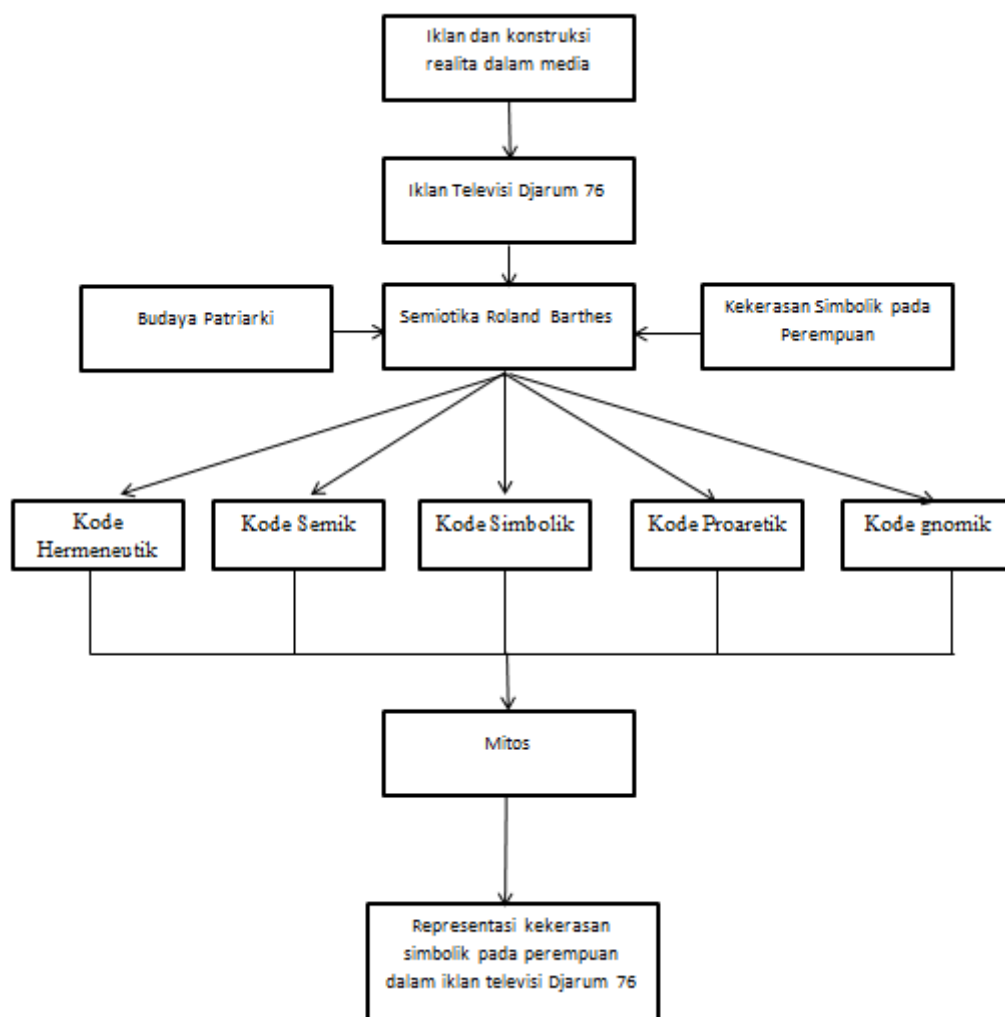 Iklan dan konstruksi
realita dalam media
Iklan Televisi Djarum 76
Budaya Patriarki
Semiotika Roland Barthes
Kekerasan Simbolik pada
Perempuan
Kode
Hermeneutik
Kode Semik
Kode Simbolik
Kode Proaretik
Kode gnomik
Mitos
Representasi kekerasan
simbolik pada perempuan
dalam iklan televisi Djarum 76